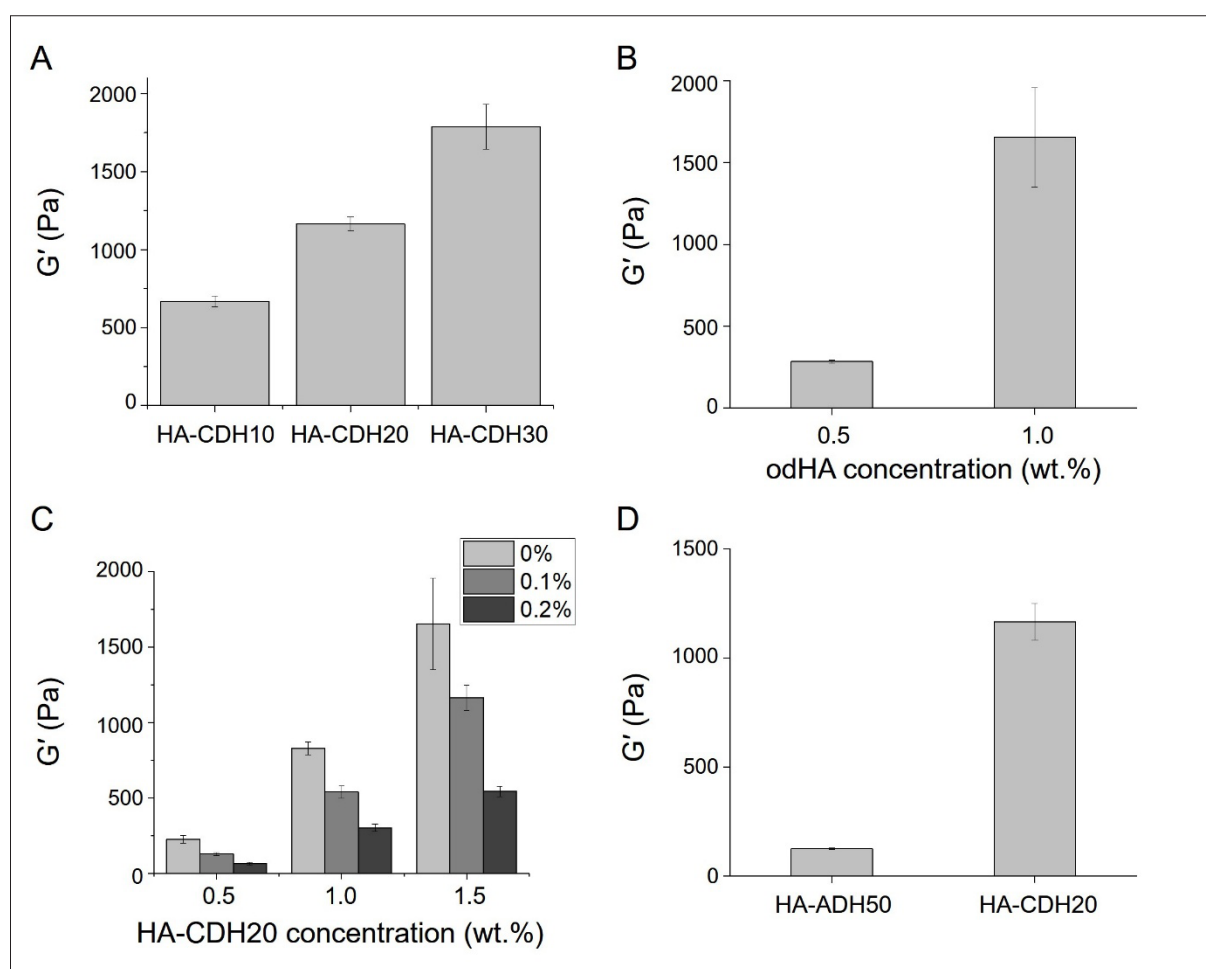 A
G′ (Pa)
2000
1500
1000
500
0
HA-CDH10 HA-CDH20 HA-CDH30
B
G′ (Pa)
2000
1500
1000
500
0
0.5 1.0
odHA concentration (wt.%)
C
0%
0.1%
0.2%
G′ (Pa)
2000
1500
1000
500
0
0.5 1.0 1.5
HA-CDH20 concentration (wt.%)
D
G′ (Pa)
1500
1000
500
0
HA-ADH50 HA-CDH20